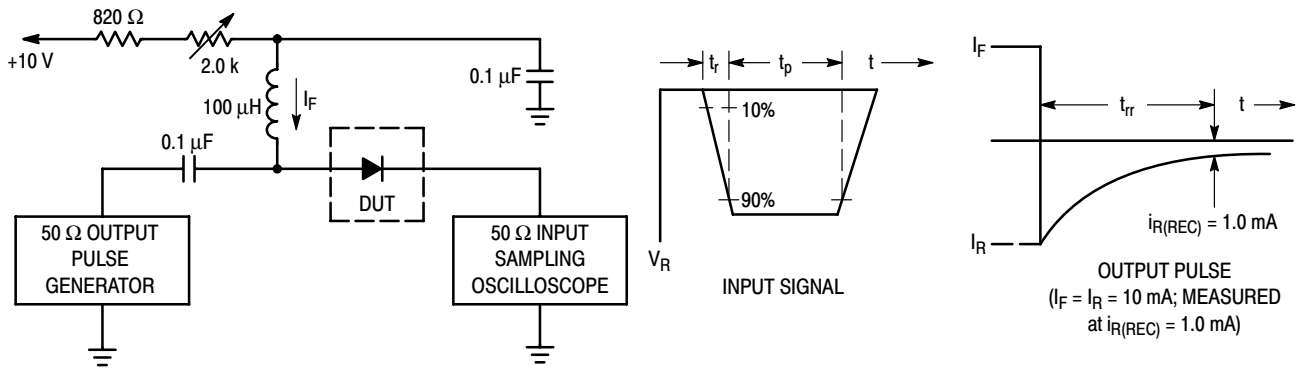 820 Ω
+10 V
2.0 k
100 µH
I_F
0.1 µF
0.1 µF
DUT
50 Ω OUTPUT
PULSE
GENERATOR
50 Ω INPUT
SAMPLING
OSCILLOSCOPE
t_r
t_p
t
10%
90%
V_R
INPUT SIGNAL
I_F
t_rr
t
I_R
i_R(REC) = 1.0 mA
OUTPUT PULSE
(I_F = I_R = 10 mA; MEASURED
at i_R(REC) = 1.0 mA)